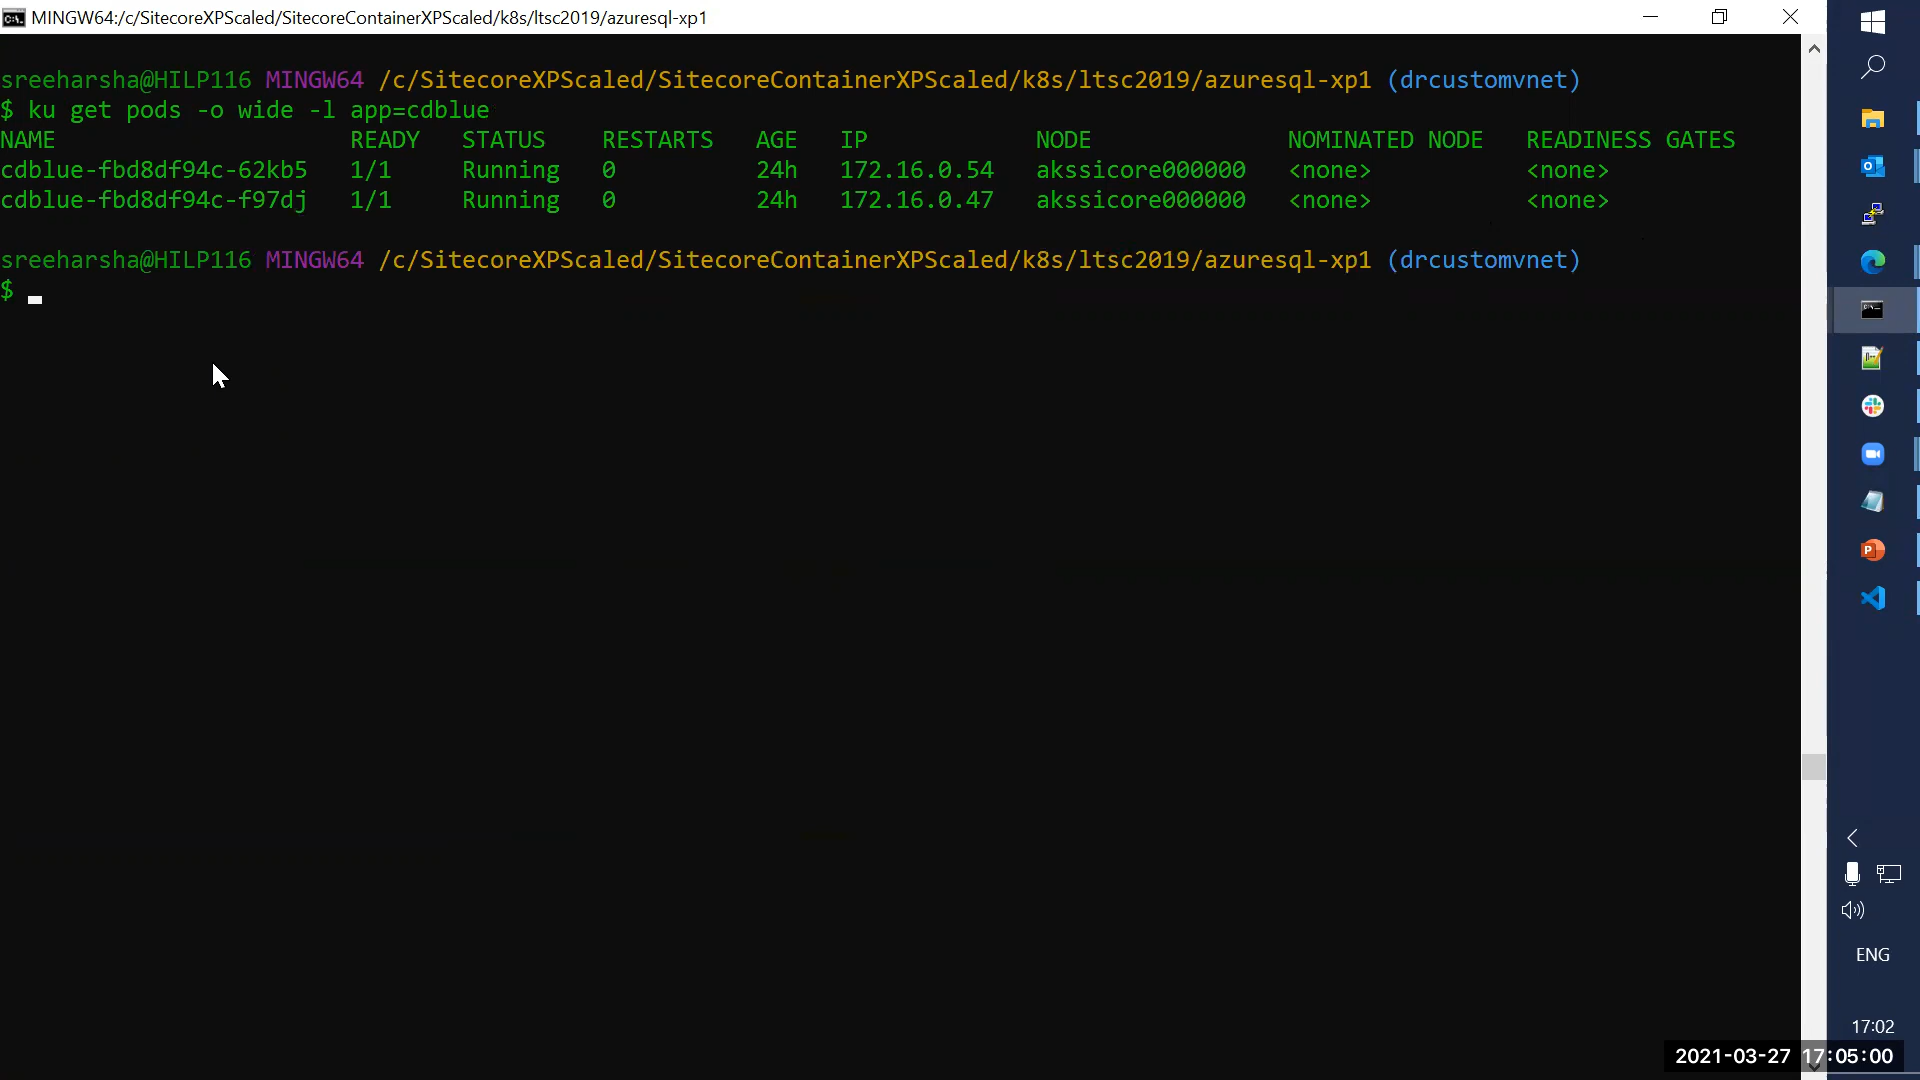 MINGW64:/c/SitecoreXPScaled/SitecoreContainerXPScaled/k8s/ltsc2019/azuresql-xp1
sreeharsha@HILP116 MINGW64 /c/SitecoreXPScaled/SitecoreContainerXPScaled/k8s/ltsc2019/azuresql-xp1 (drcustomvnet)
$ ku get pods -o wide -l app=cdblue
NAME READY STATUS RESTARTS AGE IP NODE NOMINATED NODE READINESS GATES
cdblue-fbd8df94c-62kb5 1/1 Running 0 24h 172.16.0.54 akssicore000000 <none> <none>
cdblue-fbd8df94c-f97dj 1/1 Running 0 24h 172.16.0.47 akssicore000000 <none> <none>
sreeharsha@HILP116 MINGW64 /c/SitecoreXPScaled/SitecoreContainerXPScaled/k8s/ltsc2019/azuresql-xp1 (drcustomvnet)
$
ENG
17:02
2021-03-27 17:05:00